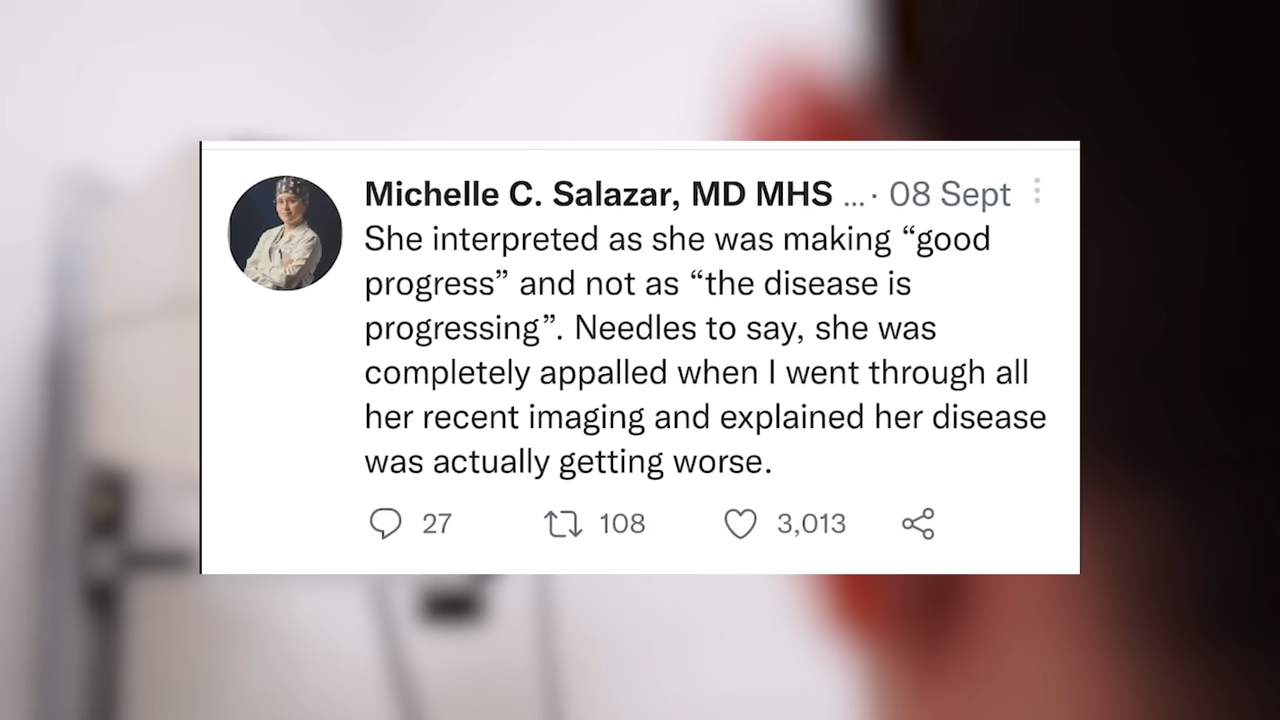 Michelle C. Salazar, MD MHS ... · 08 Sept
She interpreted as she was making “good
progress” and not as “the disease is
progressing”. Needles to say, she was
completely appalled when I went through all
her recent imaging and explained her disease
was actually getting worse.
27 108 3,013